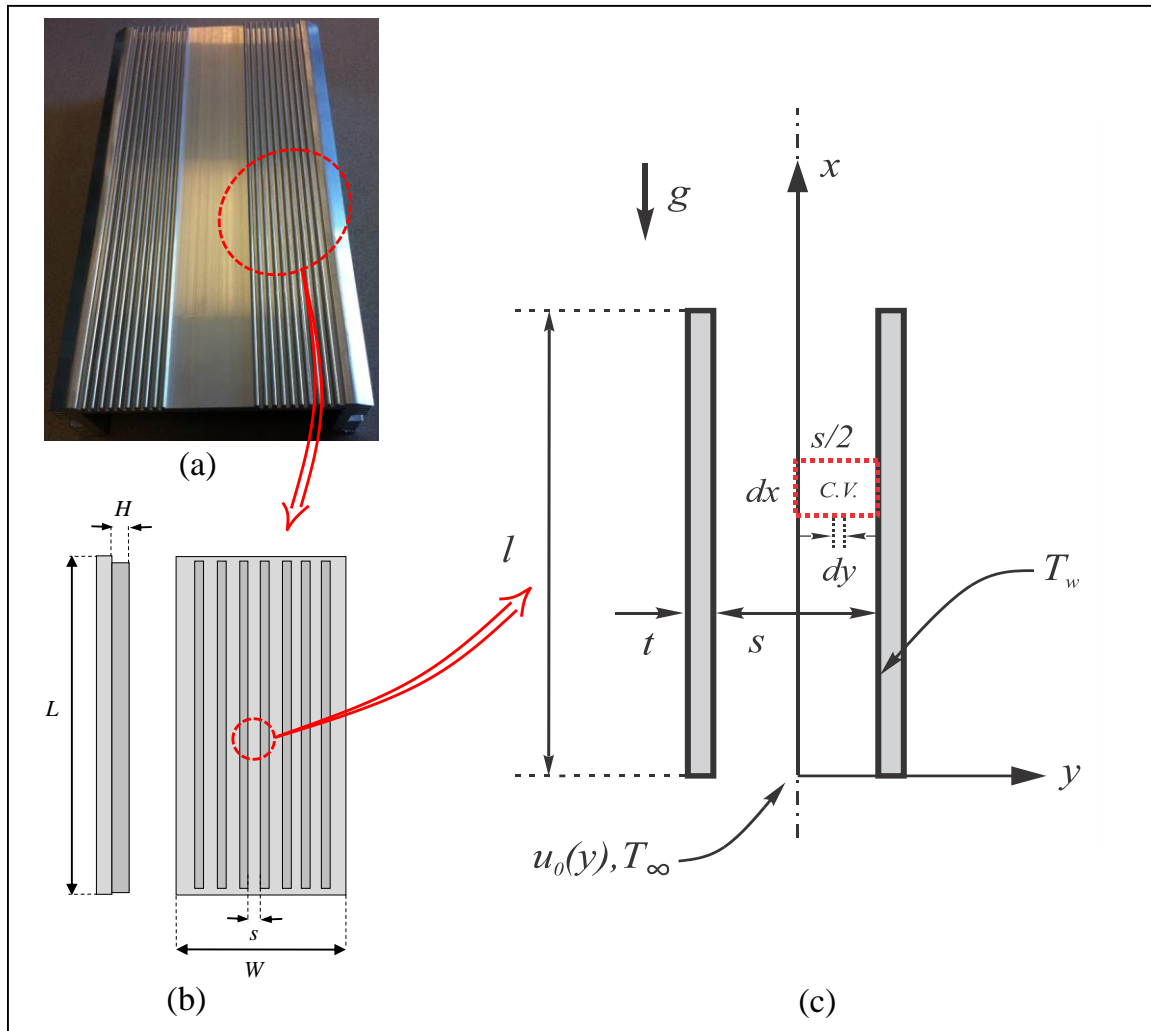 (a)
H
L
s
W
(b)
g
x
s/2
dx
C.V.
dy
l
T_w
t
s
y
u_0(y), T_∞
(c)